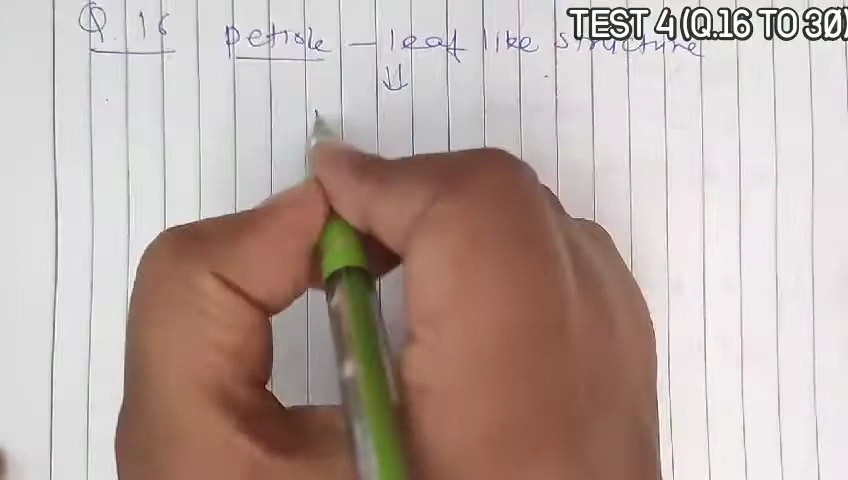 TEST 4 (Q.16 TO 30)
Q. 16 petiole — leaf like structure